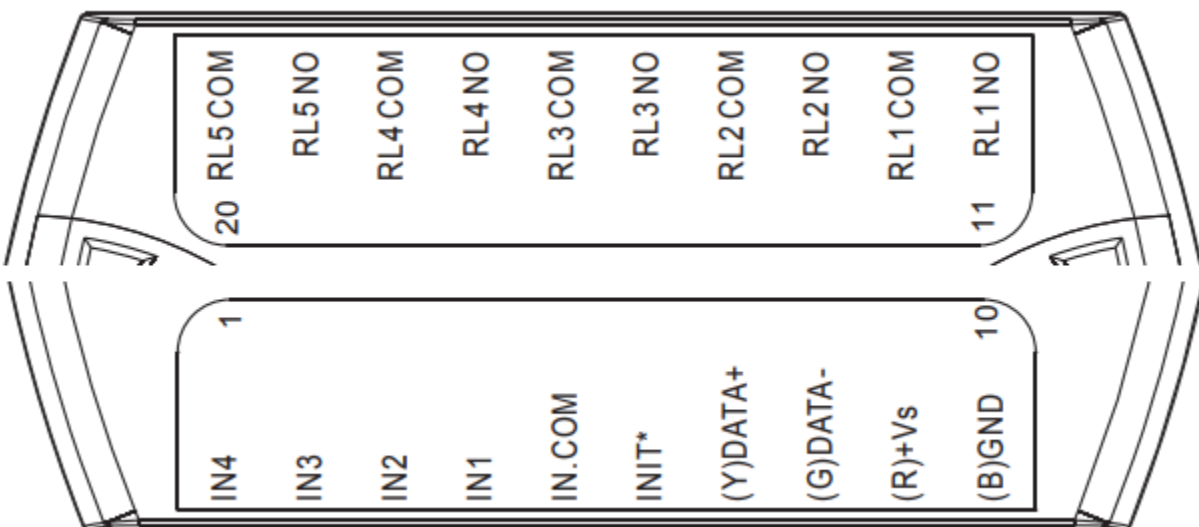 RL5 COM
RL5 NO
RL4 COM
RL4 NO
RL3 COM
RL3 NO
RL2 COM
RL2 NO
RL1 COM
RL1 NO
20
11
1
10
IN4
IN3
IN2
IN1
IN.COM
INIT*
(Y)DATA+
(G)DATA-
(R)+Vs
(B)GND